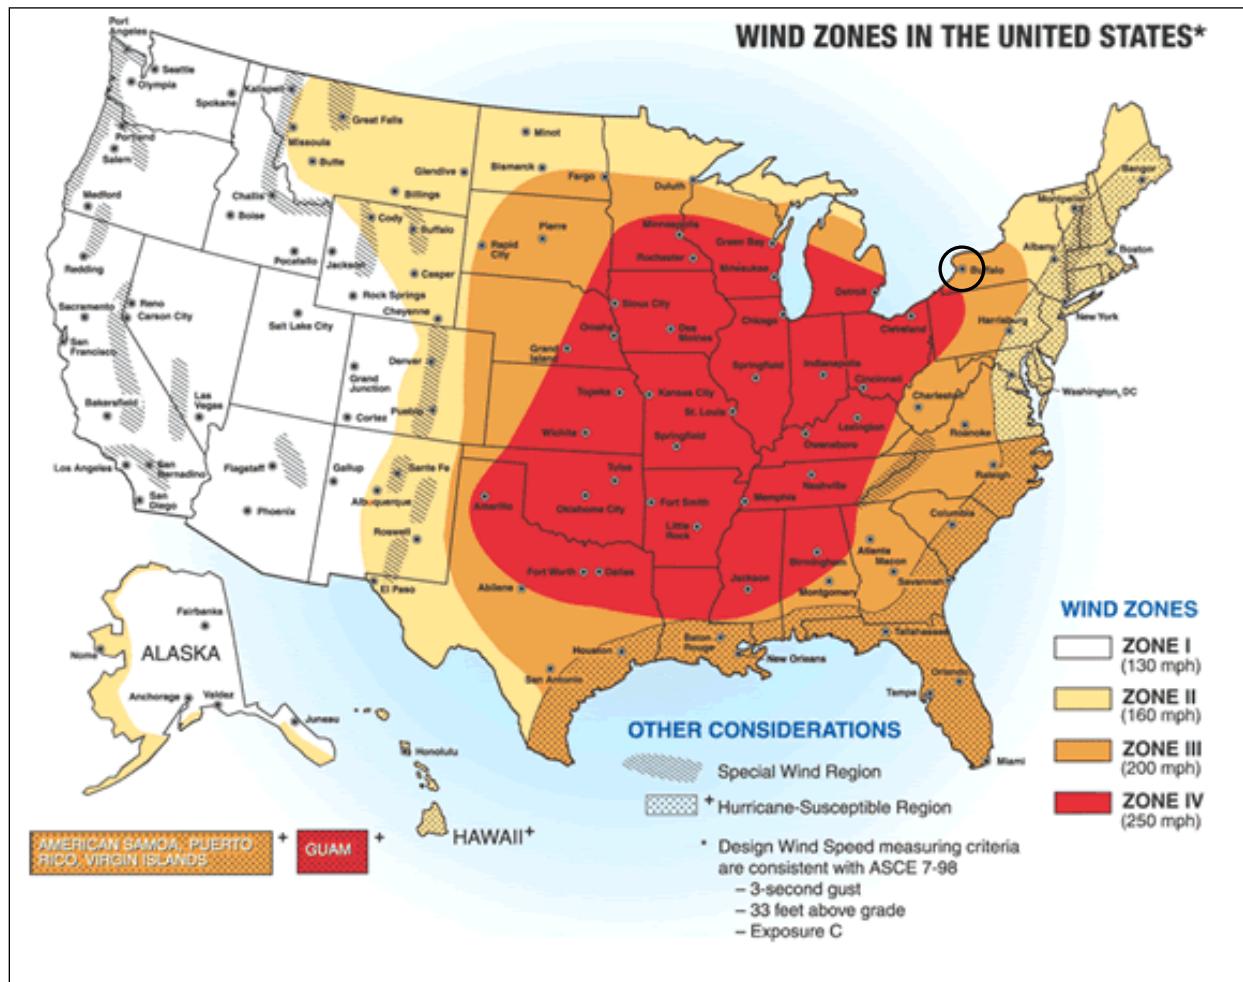 WIND ZONES IN THE UNITED STATES*
Port
Angeles
Seattle
Olympia
Spokane
Kalispell
Great Falls
Missoula
Butte
Glendive
Billings
Portland
Salem
Medford
Challis
Boise
Pocatello
Jackson
Cody
Buffalo
Casper
Rock Springs
Cheyenne
Minot
Bismarck
Fargo
Duluth
Pierre
Rapid
City
Minneapolis
Rochester
Green Bay
Milwaukee
Sioux City
Des
Moines
Omaha
Grand
Island
Chicago
Detroit
Cleveland
Buffalo
Albany
Montpelier
Bangor
Boston
New York
Harrisburg
Washington, DC
Redding
Sacramento
San
Francisco
Reno
Carson City
Salt Lake City
Grand
Junction
Denver
Pueblo
Cortez
Las
Vegas
Bakersfield
Los Angeles
San
Bernadino
San
Diego
Flagstaff
Phoenix
Gallup
Sante Fe
Albuquerque
Roswell
El Paso
Topeka
Wichita
Kansas City
St. Louis
Springfield
Springfield
Indianapolis
Cincinnati
Charleston
Lexington
Owensboro
Roanoke
Raleigh
Tulsa
Oklahoma City
Amarillo
Fort Smith
Little
Rock
Memphis
Nashville
Columbia
Atlanta
Macon
Savannah
Birmingham
Montgomery
Jackson
Fort Worth
Dallas
Abilene
Houston
San Antonio
Baton
Rouge
New Orleans
Tallahassee
Orlando
Tampa
Miami
Fairbanks
Nome
ALASKA
Anchorage
Valdez
Juneau
Honolulu
HAWAII+
AMERICAN SAMOA, PUERTO
RICO, VIRGIN ISLANDS
+
GUAM
+
OTHER CONSIDERATIONS
Special Wind Region
+ Hurricane-Susceptible Region
* Design Wind Speed measuring criteria
are consistent with ASCE 7-98
– 3-second gust
– 33 feet above grade
– Exposure C
WIND ZONES
ZONE I
(130 mph)
ZONE II
(160 mph)
ZONE III
(200 mph)
ZONE IV
(250 mph)